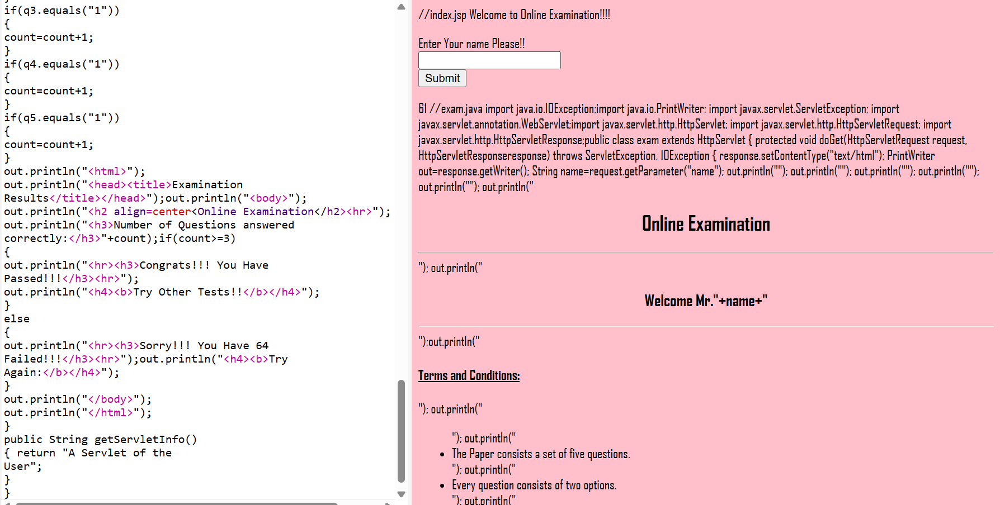 if(q3.equals("1"))
{
count=count+1;
}
if(q4.equals("1"))
{
count=count+1;
}
if(q5.equals("1"))
{
count=count+1;
}
out.println("<html>");
out.println("<head><title>Examination
Results</title></head>");out.println("<body>");
out.println("<h2 align=center<Online Examination</h2><hr>");
out.println("<h3>Number of Questions answered
correctly:</h3>"+count);if(count>=3)
{
out.println("<hr><h3>Congrats!!! You Have
Passed!!!</h3><hr>");
out.println("<h4><b>Try Other Tests!!</b></h4>");
}
else
{
out.println("<hr><h3>Sorry!!! You Have 64
Failed!!!</h3><hr>");out.println("<h4><b>Try
Again:</b></h4>");
}
out.println("</body>");
out.println("</html>");
}
public String getServletInfo()
{ return "A Servlet of the
User";
}
}
//index.jsp Welcome to Online Examination!!!!
Enter Your name Please!!
Submit
61 //exam.java import java.io.IOException;import java.io.PrintWriter; import javax.servlet.ServletException; import
javax.servlet.annotation.WebServlet;import javax.servlet.http.HttpServlet; import javax.servlet.http.HttpServletRequest; import
javax.servlet.http.HttpServletResponse;public class exam extends HttpServlet { protected void doGet(HttpServletRequest request,
HttpServletResponseresponse) throws ServletException, IOException { response.setContentType("text/html"); PrintWriter
out=response.getWriter(); String name=request.getParameter("name"); out.println(""); out.println(""); out.println(""); out.println("");
out.println(""); out.println("
Online Examination
"); out.println("
Welcome Mr."+name+"
");out.println("
Terms and Conditions:
"); out.println("
"); out.println("
• The Paper consists a set of five questions.
"); out.println("
• Every question consists of two options.
"); out.println("